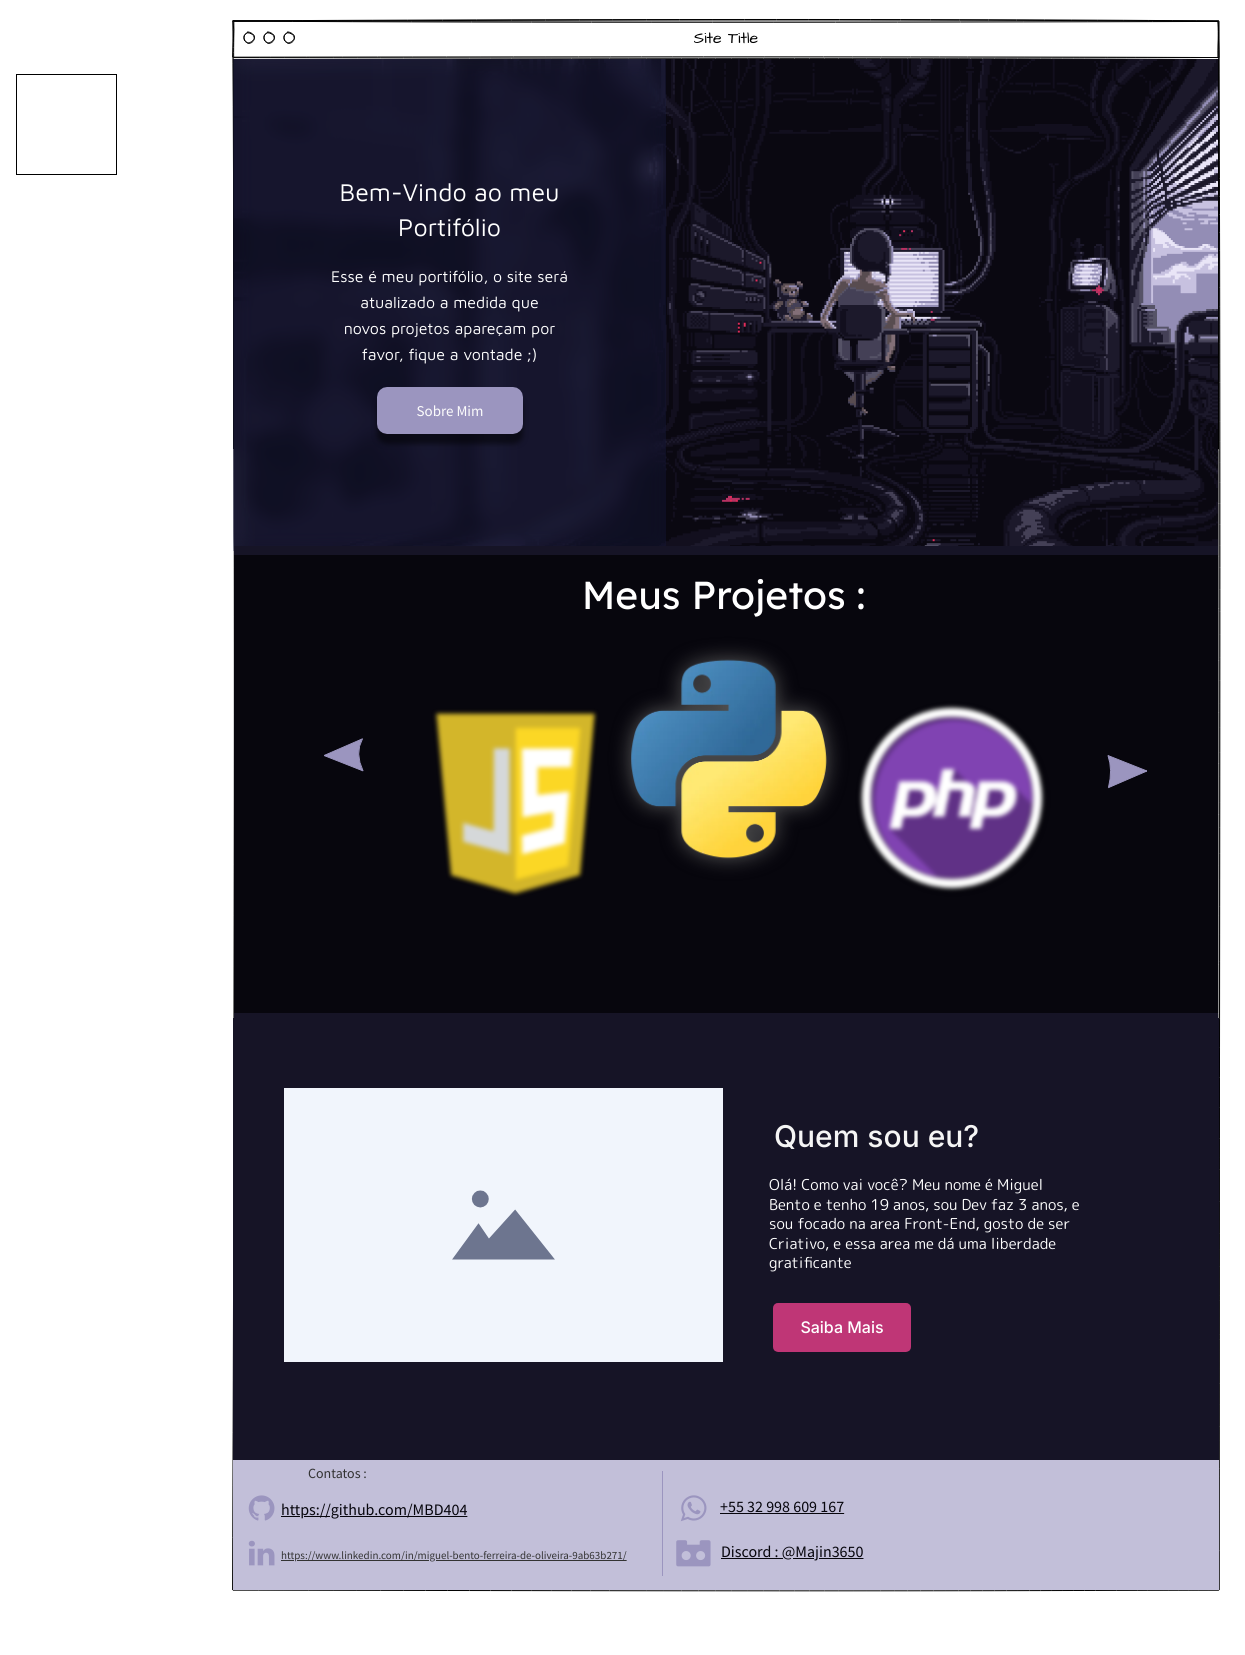 Site Title
Bem-Vindo ao meu
Portifólio
Esse é meu portifólio, o site será
atualizado a medida que
novos projetos apareçam por
favor, fique a vontade ;)
Sobre Mim
Meus Projetos :
JS
php
Quem sou eu?
Olá! Como vai você? Meu nome é Miguel
Bento e tenho 19 anos, sou Dev faz 3 anos, e
sou focado na area Front-End, gosto de ser
Criativo, e essa area me dá uma liberdade
gratificante
Saiba Mais
Contatos :
https://github.com/MBD404
in https://www.linkedin.com/in/miguel-bento-ferreira-de-oliveira-9ab63b271/
+55 32 998 609 167
Discord : @Majin3650